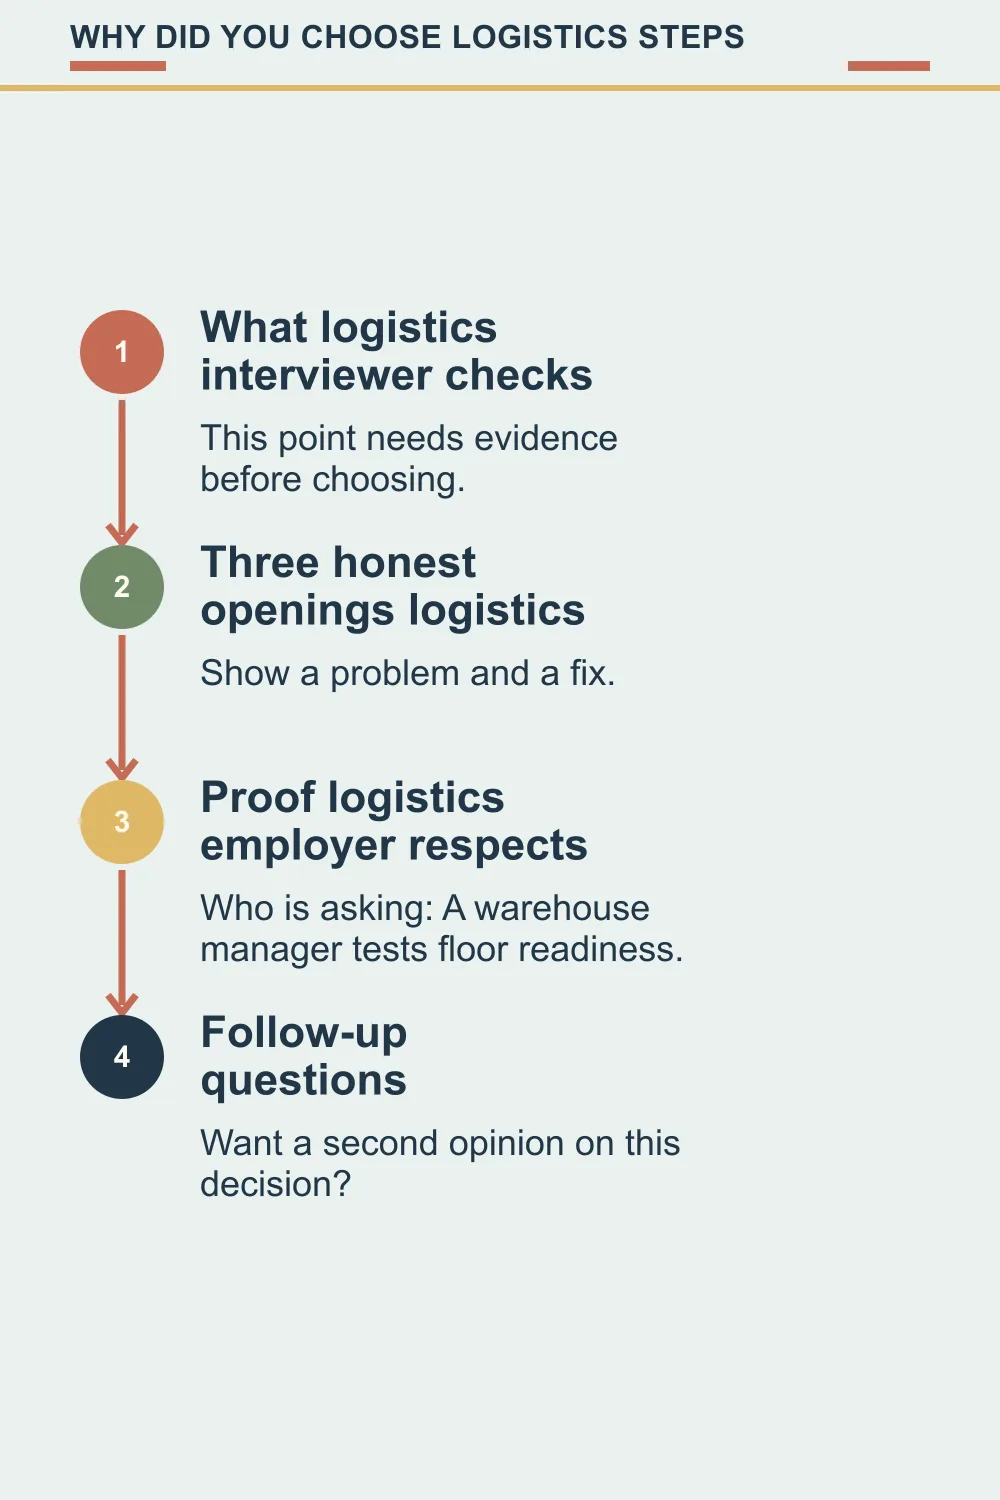 WHY DID YOU CHOOSE LOGISTICS STEPS
1
What logistics
interviewer checks
This point needs evidence
before choosing.
2
Three honest
openings logistics
Show a problem and a fix.
3
Proof logistics
employer respects
Who is asking: A warehouse
manager tests floor readiness.
4
Follow-up
questions
Want a second opinion on this
decision?